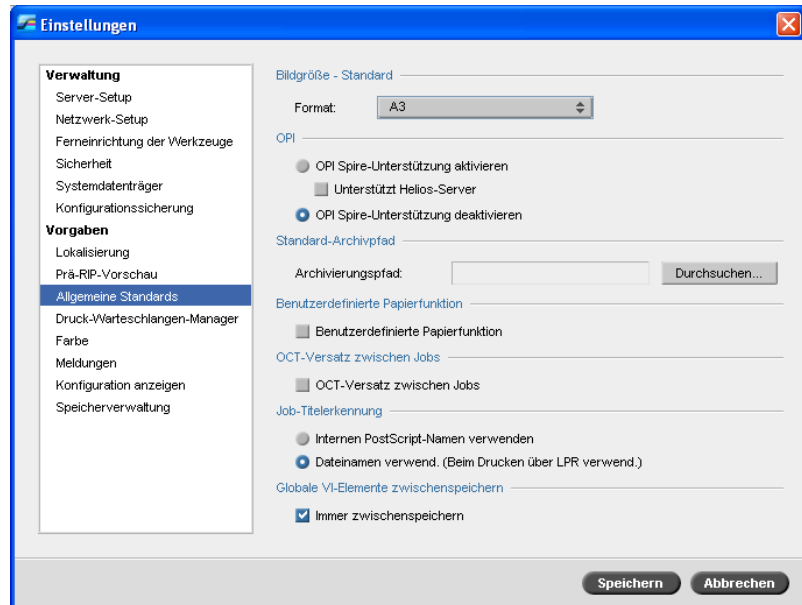 Einstellungen
Verwaltung
Server-Setup
Netzwerk-Setup
Ferneinrichtung der Werkzeuge
Sicherheit
Systemdatenträger
Konfigurationssicherung
Vorgaben
Lokalisierung
Prä-RIP-Vorschau
Allgemeine Standards
Druck-Warteschlangen-Manager
Farbe
Meldungen
Konfiguration anzeigen
Speicherverwaltung
Bildgröße - Standard
Format: A3
OPI
OPI Spire-Unterstützung aktivieren
Unterstützt Helios-Server
OPI Spire-Unterstützung deaktivieren
Standard-Archivpfad
Archivierungspfad: Durchsuchen...
Benutzerdefinierte Papierfunktion
Benutzerdefinierte Papierfunktion
OCT-Versatz zwischen Jobs
OCT-Versatz zwischen Jobs
Job-Titelerkennung
Internen PostScript-Namen verwenden
Dateinamen verwend. (Beim Drucken über LPR verwend.)
Globale VI-Elemente zwischenspeichern
Immer zwischenspeichern
Speichern Abbrechen